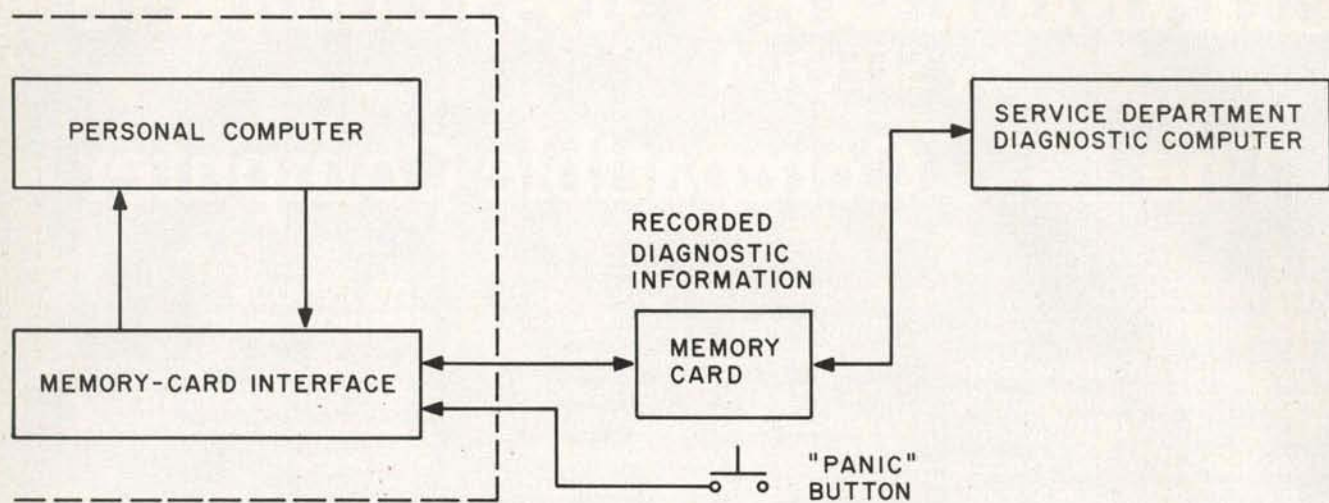 PERSONAL COMPUTER
SERVICE DEPARTMENT
DIAGNOSTIC COMPUTER
RECORDED
DIAGNOSTIC
INFORMATION
MEMORY-CARD INTERFACE
MEMORY
CARD
"PANIC"
BUTTON